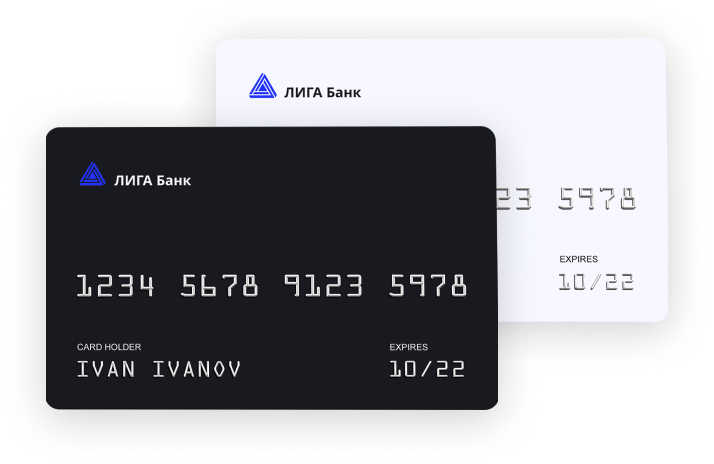 ЛИГА Банк
23 5978
EXPIRES
10/22
ЛИГА Банк
1234 5678 9123 5978
CARD HOLDER
IVAN IVANOV
EXPIRES
10/22